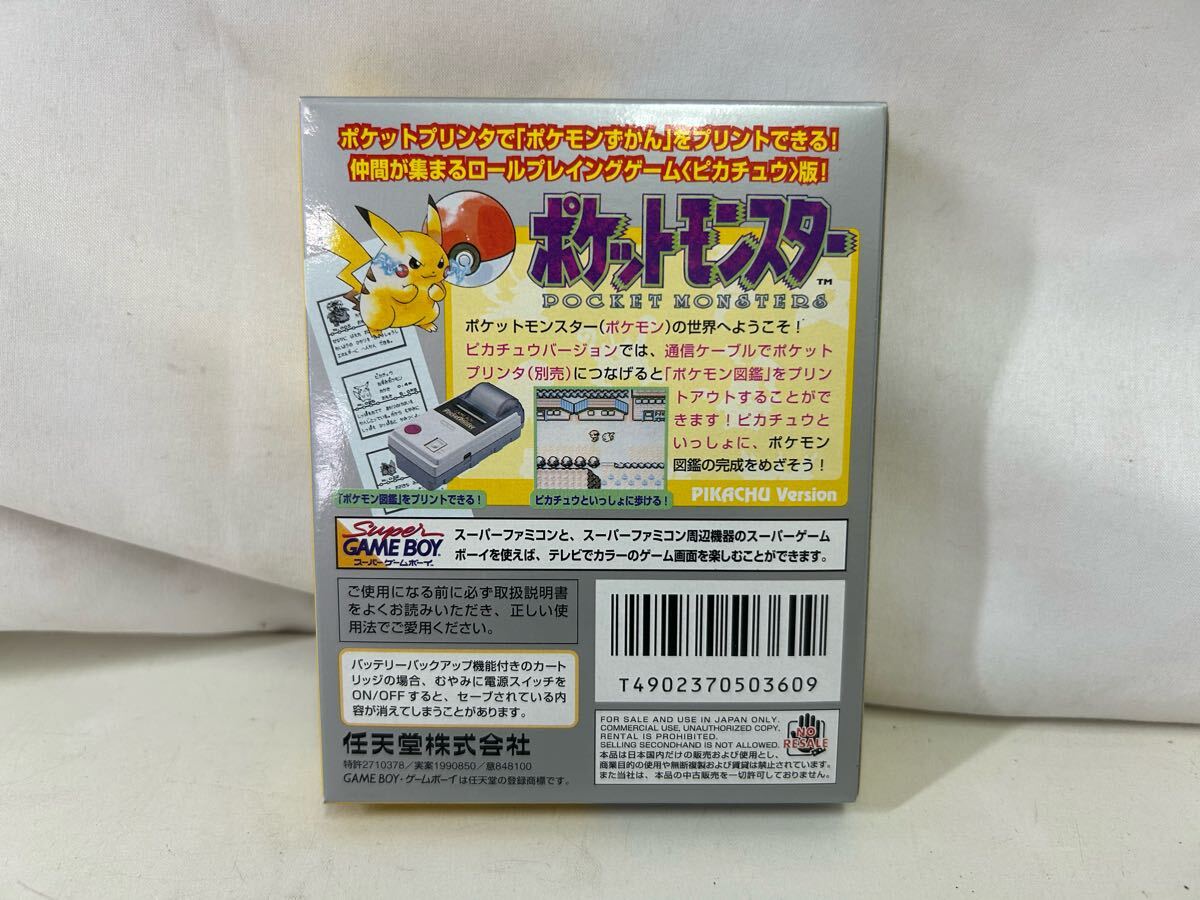 ポケットプリンタで「ポケモンずかん」をプリントできる!
仲間が集まるロールプレイングゲーム〈ピカチュウ〉版!
ポケットモンスター
TM
POCKET MONSTERS
ポケットモンスター(ポケモン)の世界へようこそ!
ピカチュウバージョンでは、通信ケーブルでポケット
プリンタ(別売)につなげると「ポケモン図鑑」をプリン
トアウトすることがで
きます!ピカチュウと
いっしょに、ポケモン
図鑑の完成をめざそう!
「ポケモン図鑑」をプリントできる!
ピカチュウといっしょに歩ける!
PIKACHU Version
Super
GAME BOY
スーパーゲームボーイ
スーパーファミコンと、スーパーファミコン周辺機器のスーパーゲーム
ボーイを使えば、テレビでカラーのゲーム画面を楽しむことができます。
ご使用になる前に必ず取扱説明書
をよくお読みいただき、正しい使
用法でご愛用ください。
バッテリーバックアップ機能付きのカート
リッジの場合、むやみに電源スイッチを
ON/OFFすると、セーブされている内
容が消えてしまうことがあります。
任天堂株式会社
特許2710378/実案1990850/意848100
GAME BOY・ゲームボーイは任天堂の登録商標です。
T4902370503609
FOR SALE AND USE IN JAPAN ONLY.
COMMERCIAL USE, UNAUTHORIZED COPY.
RENTAL IS PROHIBITED.
SELLING SECONDHAND IS NOT ALLOWED.
NO
RESALE
本品は日本国内だけの販売および使用とし、
商業目的の使用や無断複製および賃貸は禁止されています。
また当社は、本品の中古販売を一切許可しておりません。